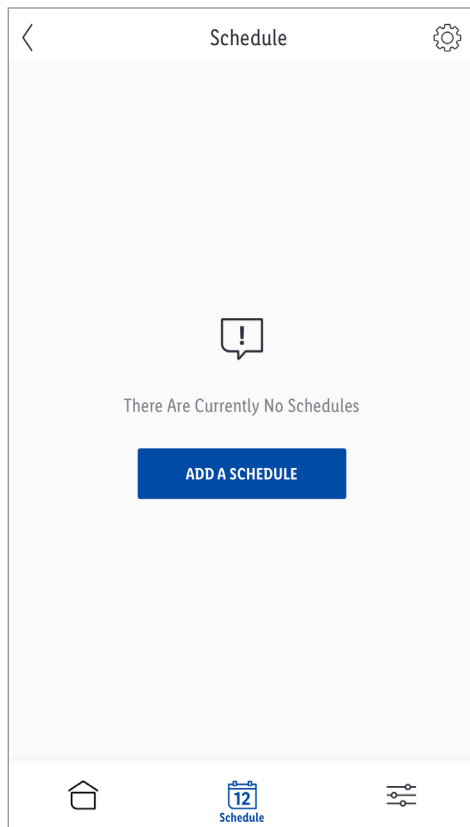 Schedule
!
There Are Currently No Schedules
ADD A SCHEDULE
12
Schedule